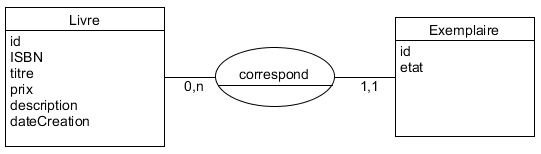 Livre
id
ISBN
titre
prix
description
dateCreation
0,n
correspond
1,1
Exemplaire
id
etat